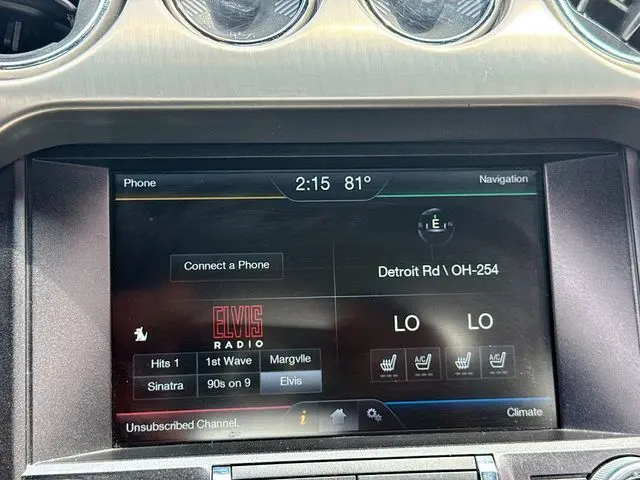 Phone
2:15 81°
Navigation
S E N
Connect a Phone
Detroit Rd \ OH-254
ELVIS
RADIO
LO LO
Hits 1 1st Wave Margvlle
Sinatra 90s on 9 Elvis
A/C A/C
Unsubscribed Channel.
i
Climate